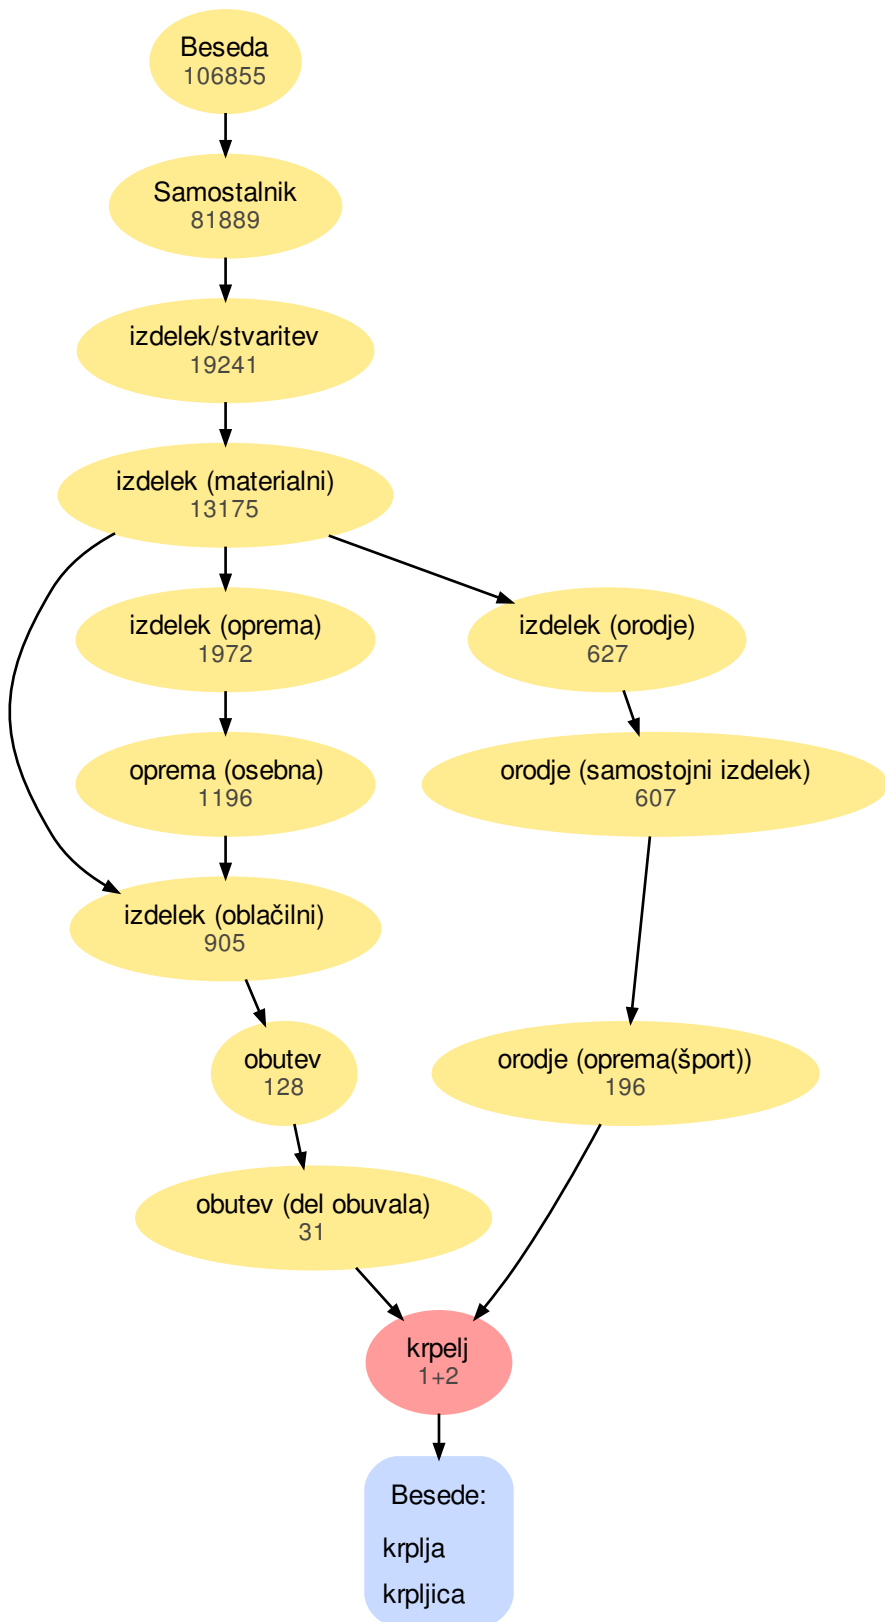 Beseda
106855
Samostalnik
81889
izdelek/stvaritev
19241
izdelek (materialni)
13175
izdelek (oprema)
1972
izdelek (orodje)
627
oprema (osebna)
1196
orodje (samostojni izdelek)
607
izdelek (oblačilni)
905
obutev
128
orodje (oprema(šport))
196
obutev (del obuvala)
31
krpelj
1+2
Besede:
krplja
krpljica